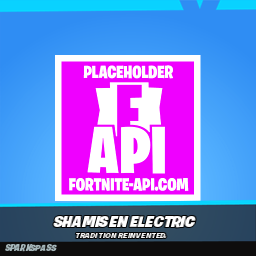 PLACEHOLDER
F
API
FORTNITE-API.COM
SHAMISEN ELECTRIC
TRADITION REINVENTED.
SPARKSPASS